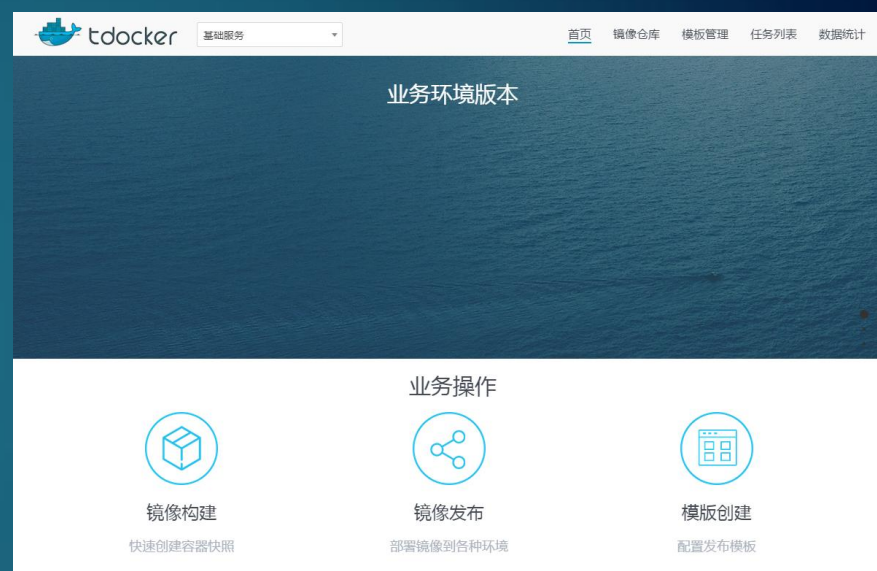 tdocker 基础服务 首页 镜像仓库 模板管理 任务列表 数据统计
业务环境版本
业务操作
镜像构建 镜像发布 模版创建
快速创建容器快照 部署镜像到各种环境 配置发布模板